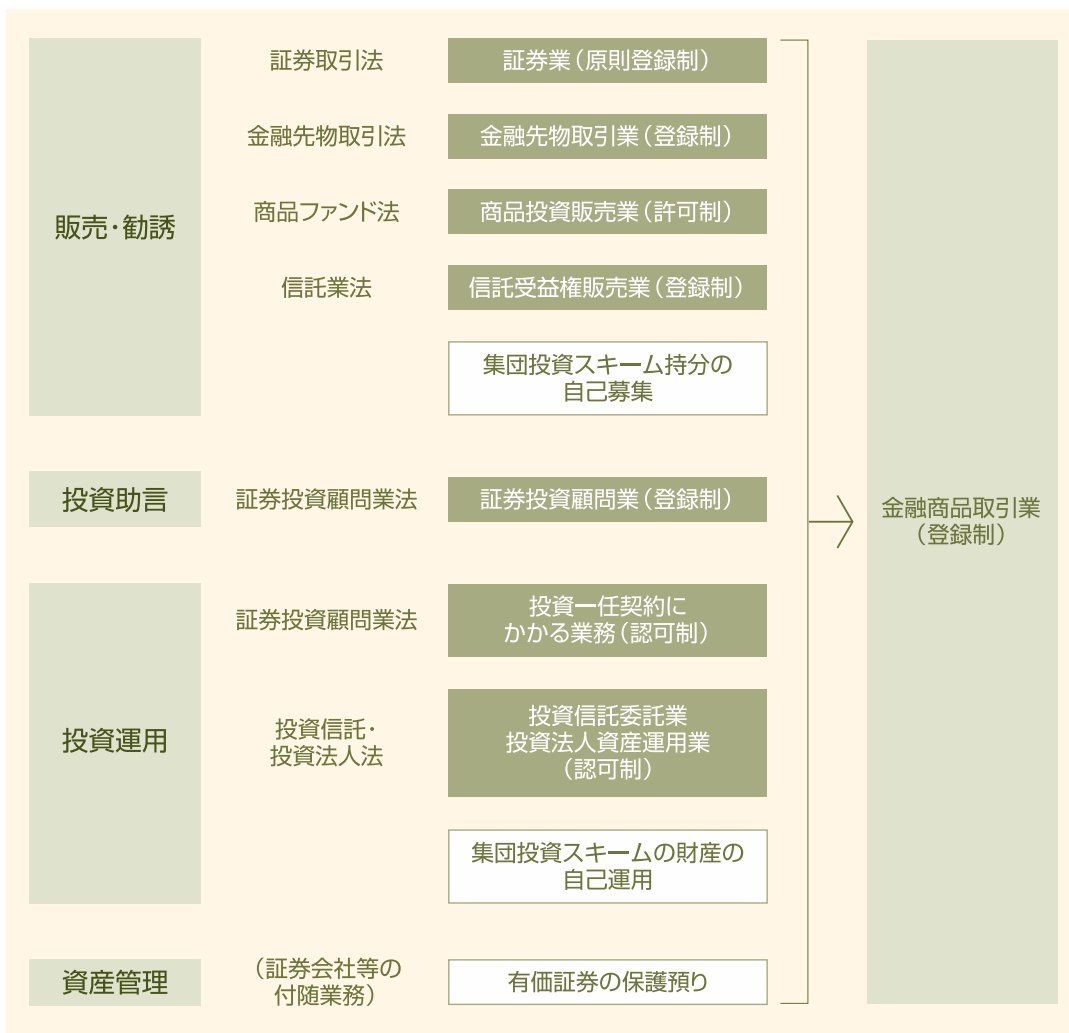 販売・勧誘
証券取引法
証券業（原則登録制）
金融先物取引法
金融先物取引業（登録制）
商品ファンド法
商品投資販売業（許可制）
信託業法
信託受益権販売業（登録制）
集団投資スキーム持分の
自己募集
投資助言
証券投資顧問業法
証券投資顧問業（登録制）
投資運用
証券投資顧問業法
投資一任契約に
かかる業務（認可制）
投資信託・
投資法人法
投資信託委託業
投資法人資産運用業
（認可制）
集団投資スキームの財産の
自己運用
資産管理
（証券会社等の
付随業務）
有価証券の保護預り
金融商品取引業
（登録制）